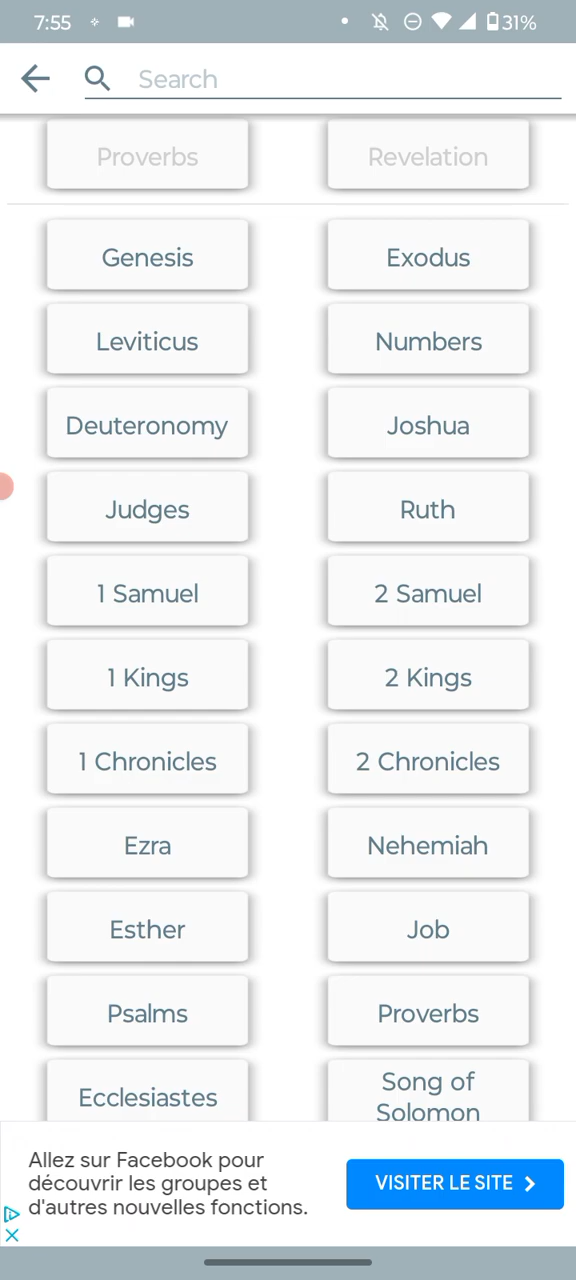 7:55
31%
Search
Proverbs
Revelation
Genesis
Exodus
Leviticus
Numbers
Deuteronomy
Joshua
Judges
Ruth
1 Samuel
2 Samuel
1 Kings
2 Kings
1 Chronicles
2 Chronicles
Ezra
Nehemiah
Esther
Job
Psalms
Proverbs
Ecclesiastes
Song of
Solomon
Allez sur Facebook pour
découvrir les groupes et
d'autres nouvelles fonctions.
VISITER LE SITE